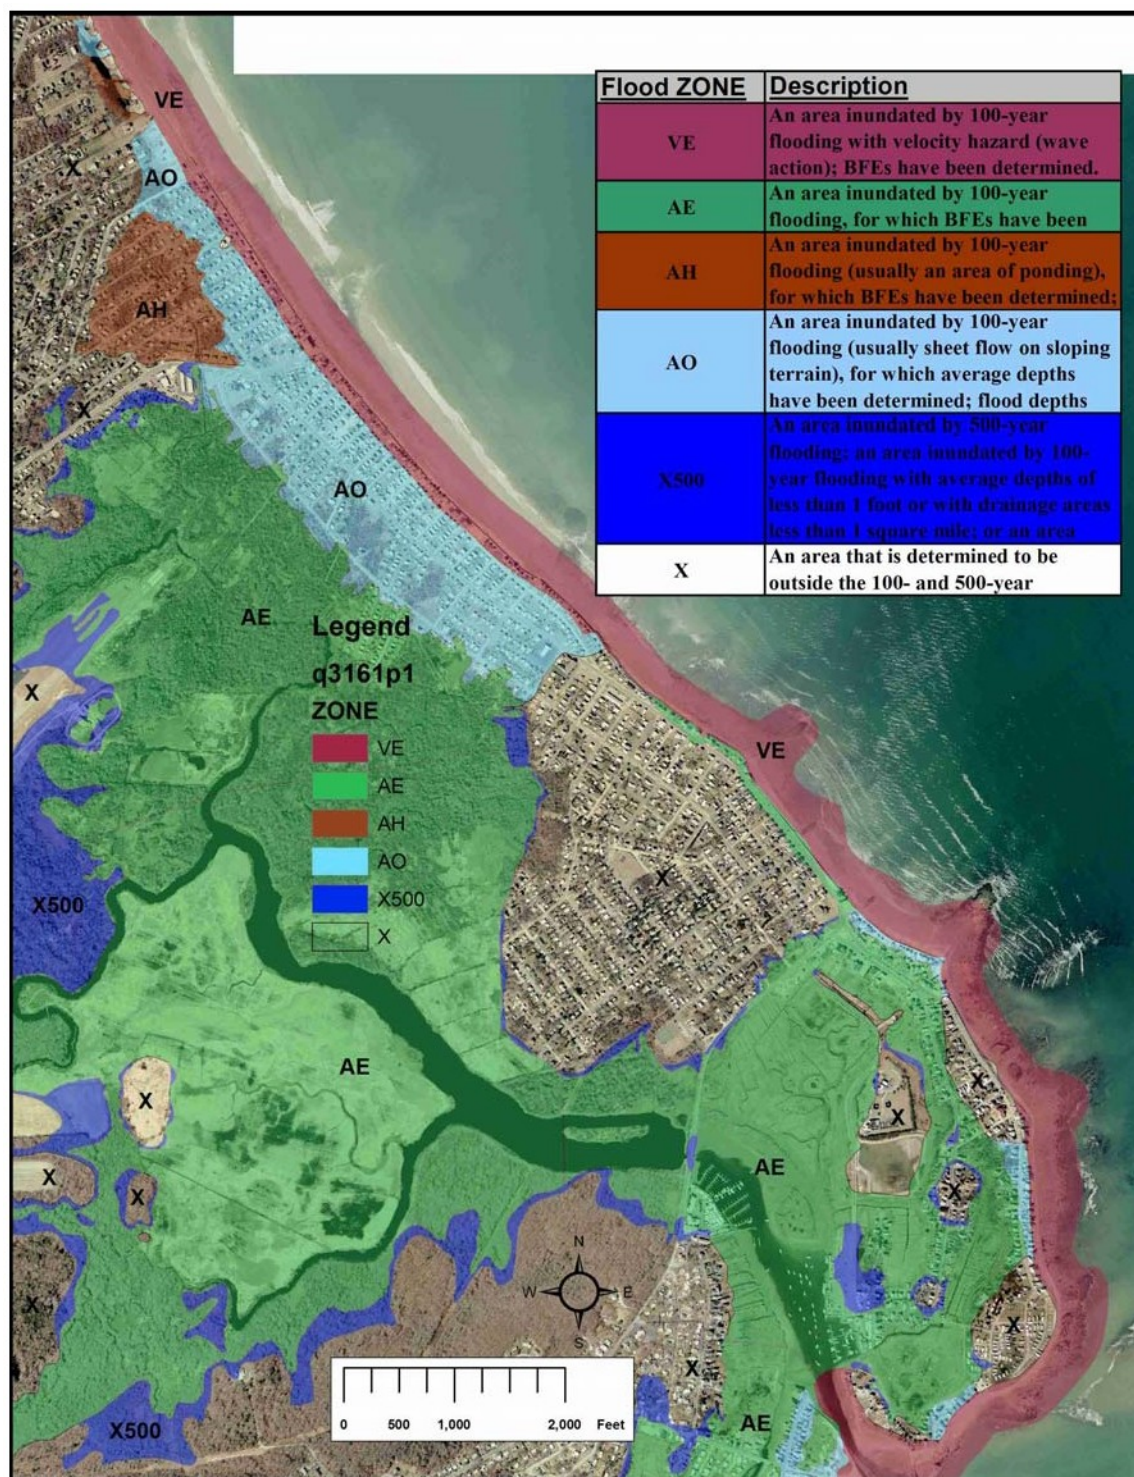 Flood ZONE Description
VE
An area inundated by 100-year
flooding with velocity hazard (wave
action); BFEs have been determined.
AE
An area inundated by 100-year
flooding, for which BFEs have been
AH
An area inundated by 100-year
flooding (usually an area of ponding),
for which BFEs have been determined;
AO
An area inundated by 100-year
flooding (usually sheet flow on sloping
terrain), for which average depths
have been determined; flood depths
X500
An area inundated by 500-year
flooding; an area inundated by 100-
year flooding with average depths of
less than 1 foot or with drainage areas
less than 1 square mile; or an area
X
An area that is determined to be
outside the 100- and 500-year
VE
X
AO
AH
X
AO
AE
Legend
q3161p1
ZONE
VE
AE
AH
AO
X500
X
X
VE
X
X500
AE
X
X
X
X
AE
X
X
X
X
X
X
AE
X500
N
W E
S
0 500 1,000 2,000 Feet